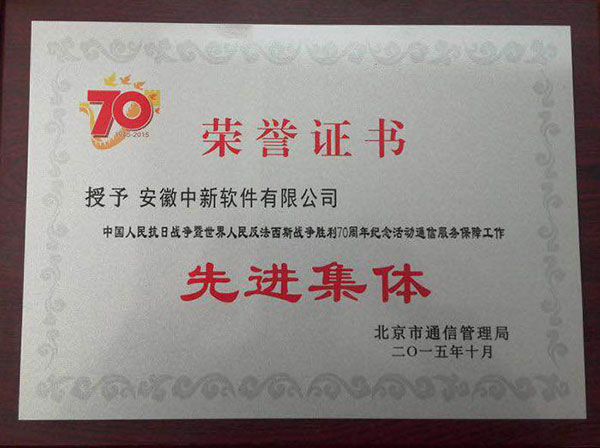 70
1945-2015
荣誉证书
授予 安徽中新软件有限公司
中国人民抗日战争暨世界人民反法西斯战争胜利70周年纪念活动通信服务保障工作
先进集体
北京市通信管理局
二〇一五年十月